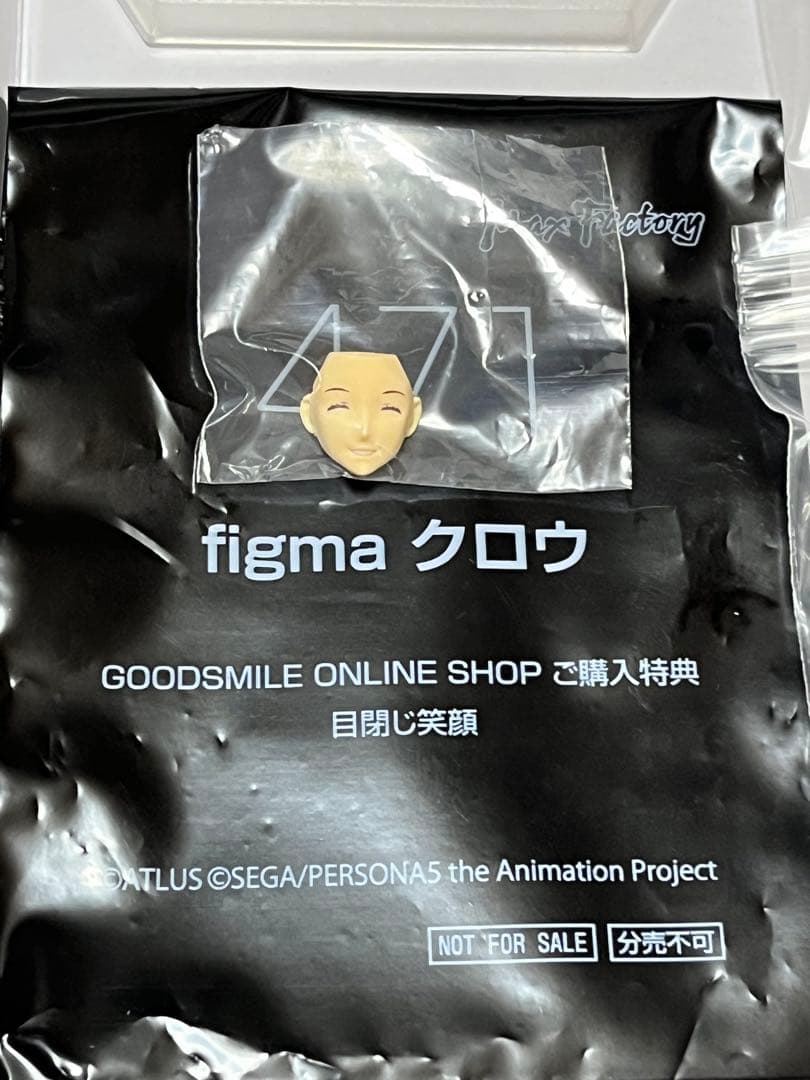 Max Factory
471
figma クロウ
GOODSMILE ONLINE SHOP ご購入特典
目閉じ笑顔
©ATLUS ©SEGA/PERSONA5 the Animation Project
NOT FOR SALE 分売不可